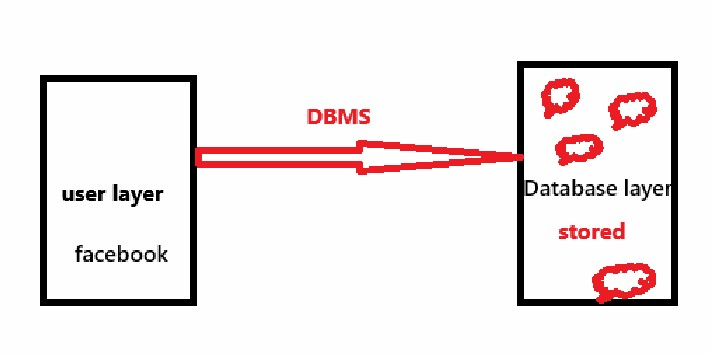 DBMS
user layer
facebook
Database layer
stored